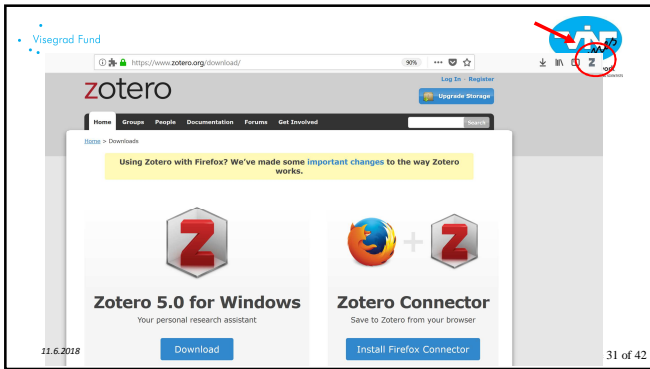 Visegrad Fund
https://www.zotero.org/download/
90%
Z
zotero
Log In · Register
Upgrade Storage
Home Groups People Documentation Forums Get Involved
Search
Home > Downloads
Using Zotero with Firefox? We've made some important changes to the way Zotero
works.
Z
+
Z
Zotero 5.0 for Windows
Your personal research assistant
Download
Zotero Connector
Save to Zotero from your browser
Install Firefox Connector
11.6.2018
31 of 42